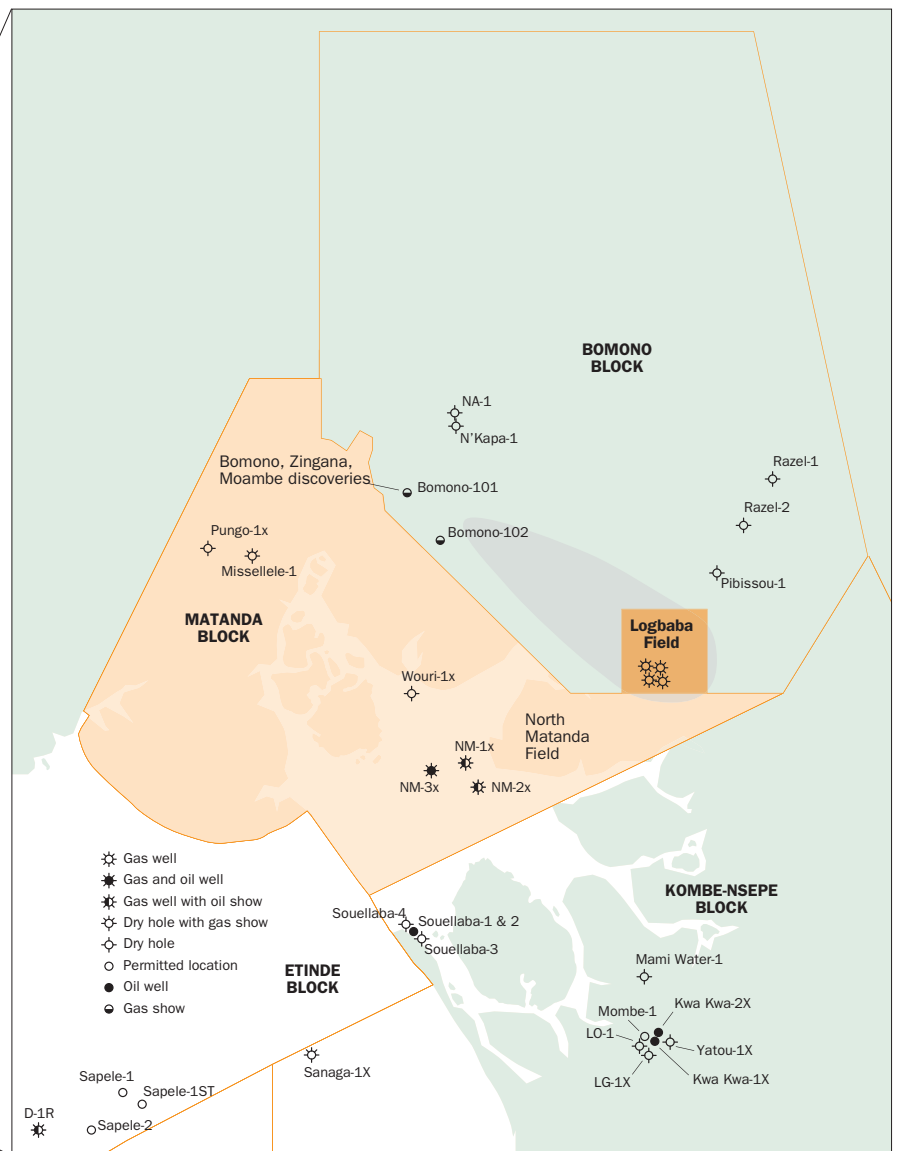 BOMONO
BLOCK
NA-1
N'Kapa-1
Bomono, Zingana,
Moambe discoveries
Razel-1
Bomono-101
Razel-2
Pungo-1x
Bomono-102
Missellele-1
Pibissou-1
MATANDA
BLOCK
Logbaba
Field
Wouri-1x
North
Matanda
Field
NM-1x
NM-3x
NM-2x
Gas well
Gas and oil well
Gas well with oil show
Dry hole with gas show
Dry hole
Permitted location
Oil well
Gas show
KOMBE-NSEPE
BLOCK
Souellaba-4
Souellaba-1 & 2
Souellaba-3
ETINDE
BLOCK
Mami Water-1
Kwa Kwa-2X
Mombe-1
LO-1
Yatou-1X
LG-1X
Kwa Kwa-1X
Sanaga-1X
Sapele-1
Sapele-1ST
D-1R
Sapele-2